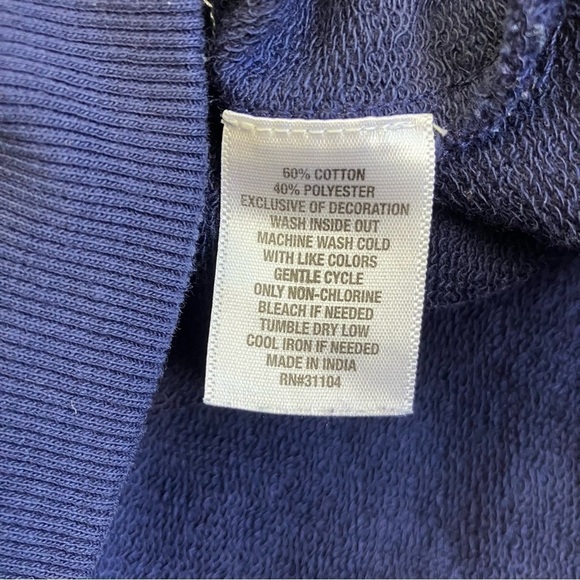 60% COTTON
40% POLYESTER
EXCLUSIVE OF DECORATION
WASH INSIDE OUT
MACHINE WASH COLD
WITH LIKE COLORS
GENTLE CYCLE
ONLY NON-CHLORINE
BLEACH IF NEEDED
TUMBLE DRY LOW
COOL IRON IF NEEDED
MADE IN INDIA
RN#31104